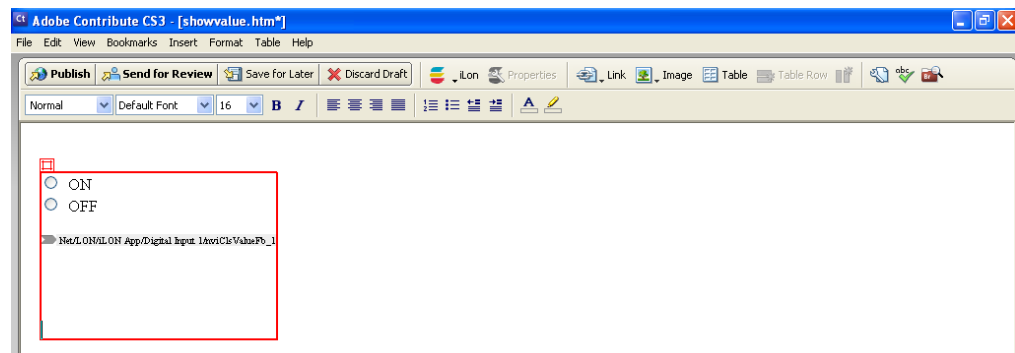 Ct Adobe Contribute CS3 - [showvalue.htm*]
File Edit View Bookmarks Insert Format Table Help
Publish Send for Review Save for Later Discard Draft iLon Properties Link Image Table Table Row abc
Normal Default Font 16 B I A
ON
OFF
Net/LON/iLON App/Digital Input 1/nviClsValueFb_1